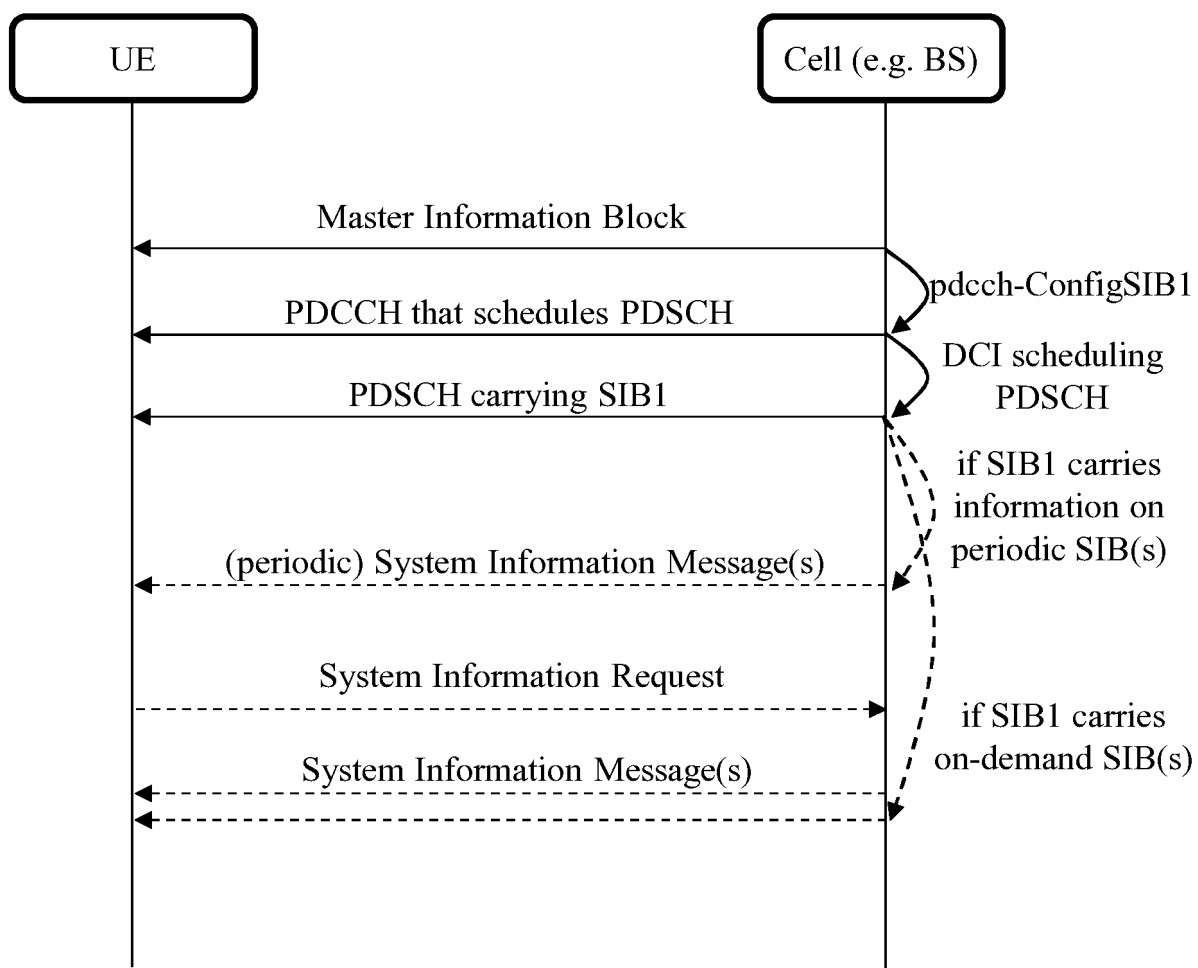 UE
Cell (e.g. BS)
Master Information Block
pdcch-ConfigSIB1
PDCCH that schedules PDSCH
DCI scheduling
PDSCH
PDSCH carrying SIB1
if SIB1 carries
information on
periodic SIB(s)
(periodic) System Information Message(s)
System Information Request
if SIB1 carries
on-demand SIB(s)
System Information Message(s)